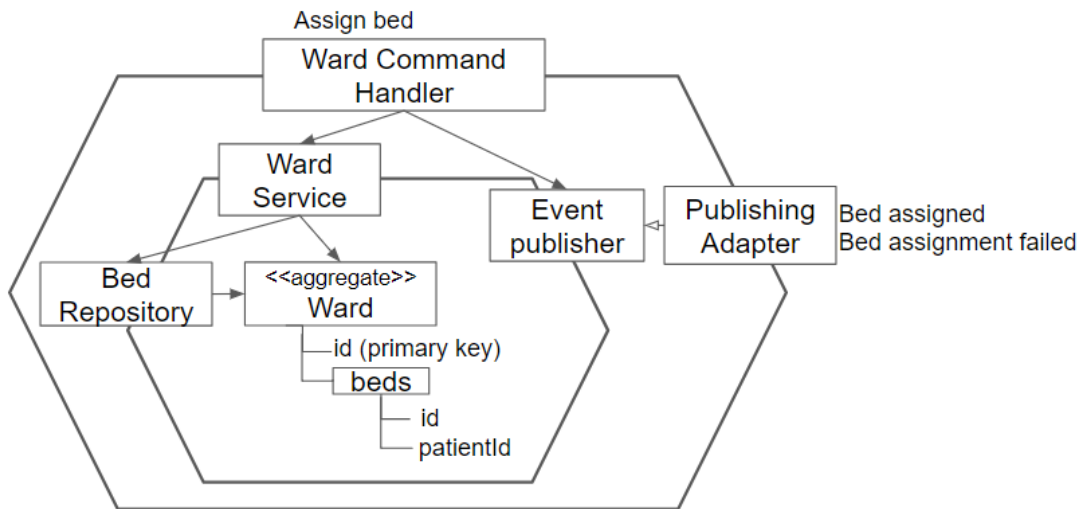 Assign bed
Ward Command
Handler
Ward
Service
Event
publisher
Publishing
Adapter
Bed assigned
Bed assignment failed
Bed
Repository
<<aggregate>>
Ward
id (primary key)
beds
id
patientId